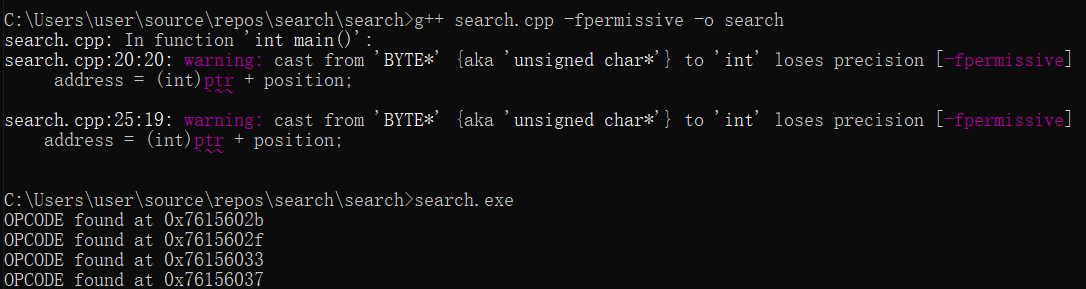 C:\Users\user\source\repos\search\search>g++ search.cpp -fpermissive -o search
search.cpp: In function 'int main()':
search.cpp:20:20: warning: cast from 'BYTE*' {aka 'unsigned char*'} to 'int' loses precision [-fpermissive]
     address = (int)ptr + position;
                    ~~~
search.cpp:25:19: warning: cast from 'BYTE*' {aka 'unsigned char*'} to 'int' loses precision [-fpermissive]
    address = (int)ptr + position;
                   ~~~
C:\Users\user\source\repos\search\search>search.exe
OPCODE found at 0x7615602b
OPCODE found at 0x7615602f
OPCODE found at 0x76156033
OPCODE found at 0x76156037